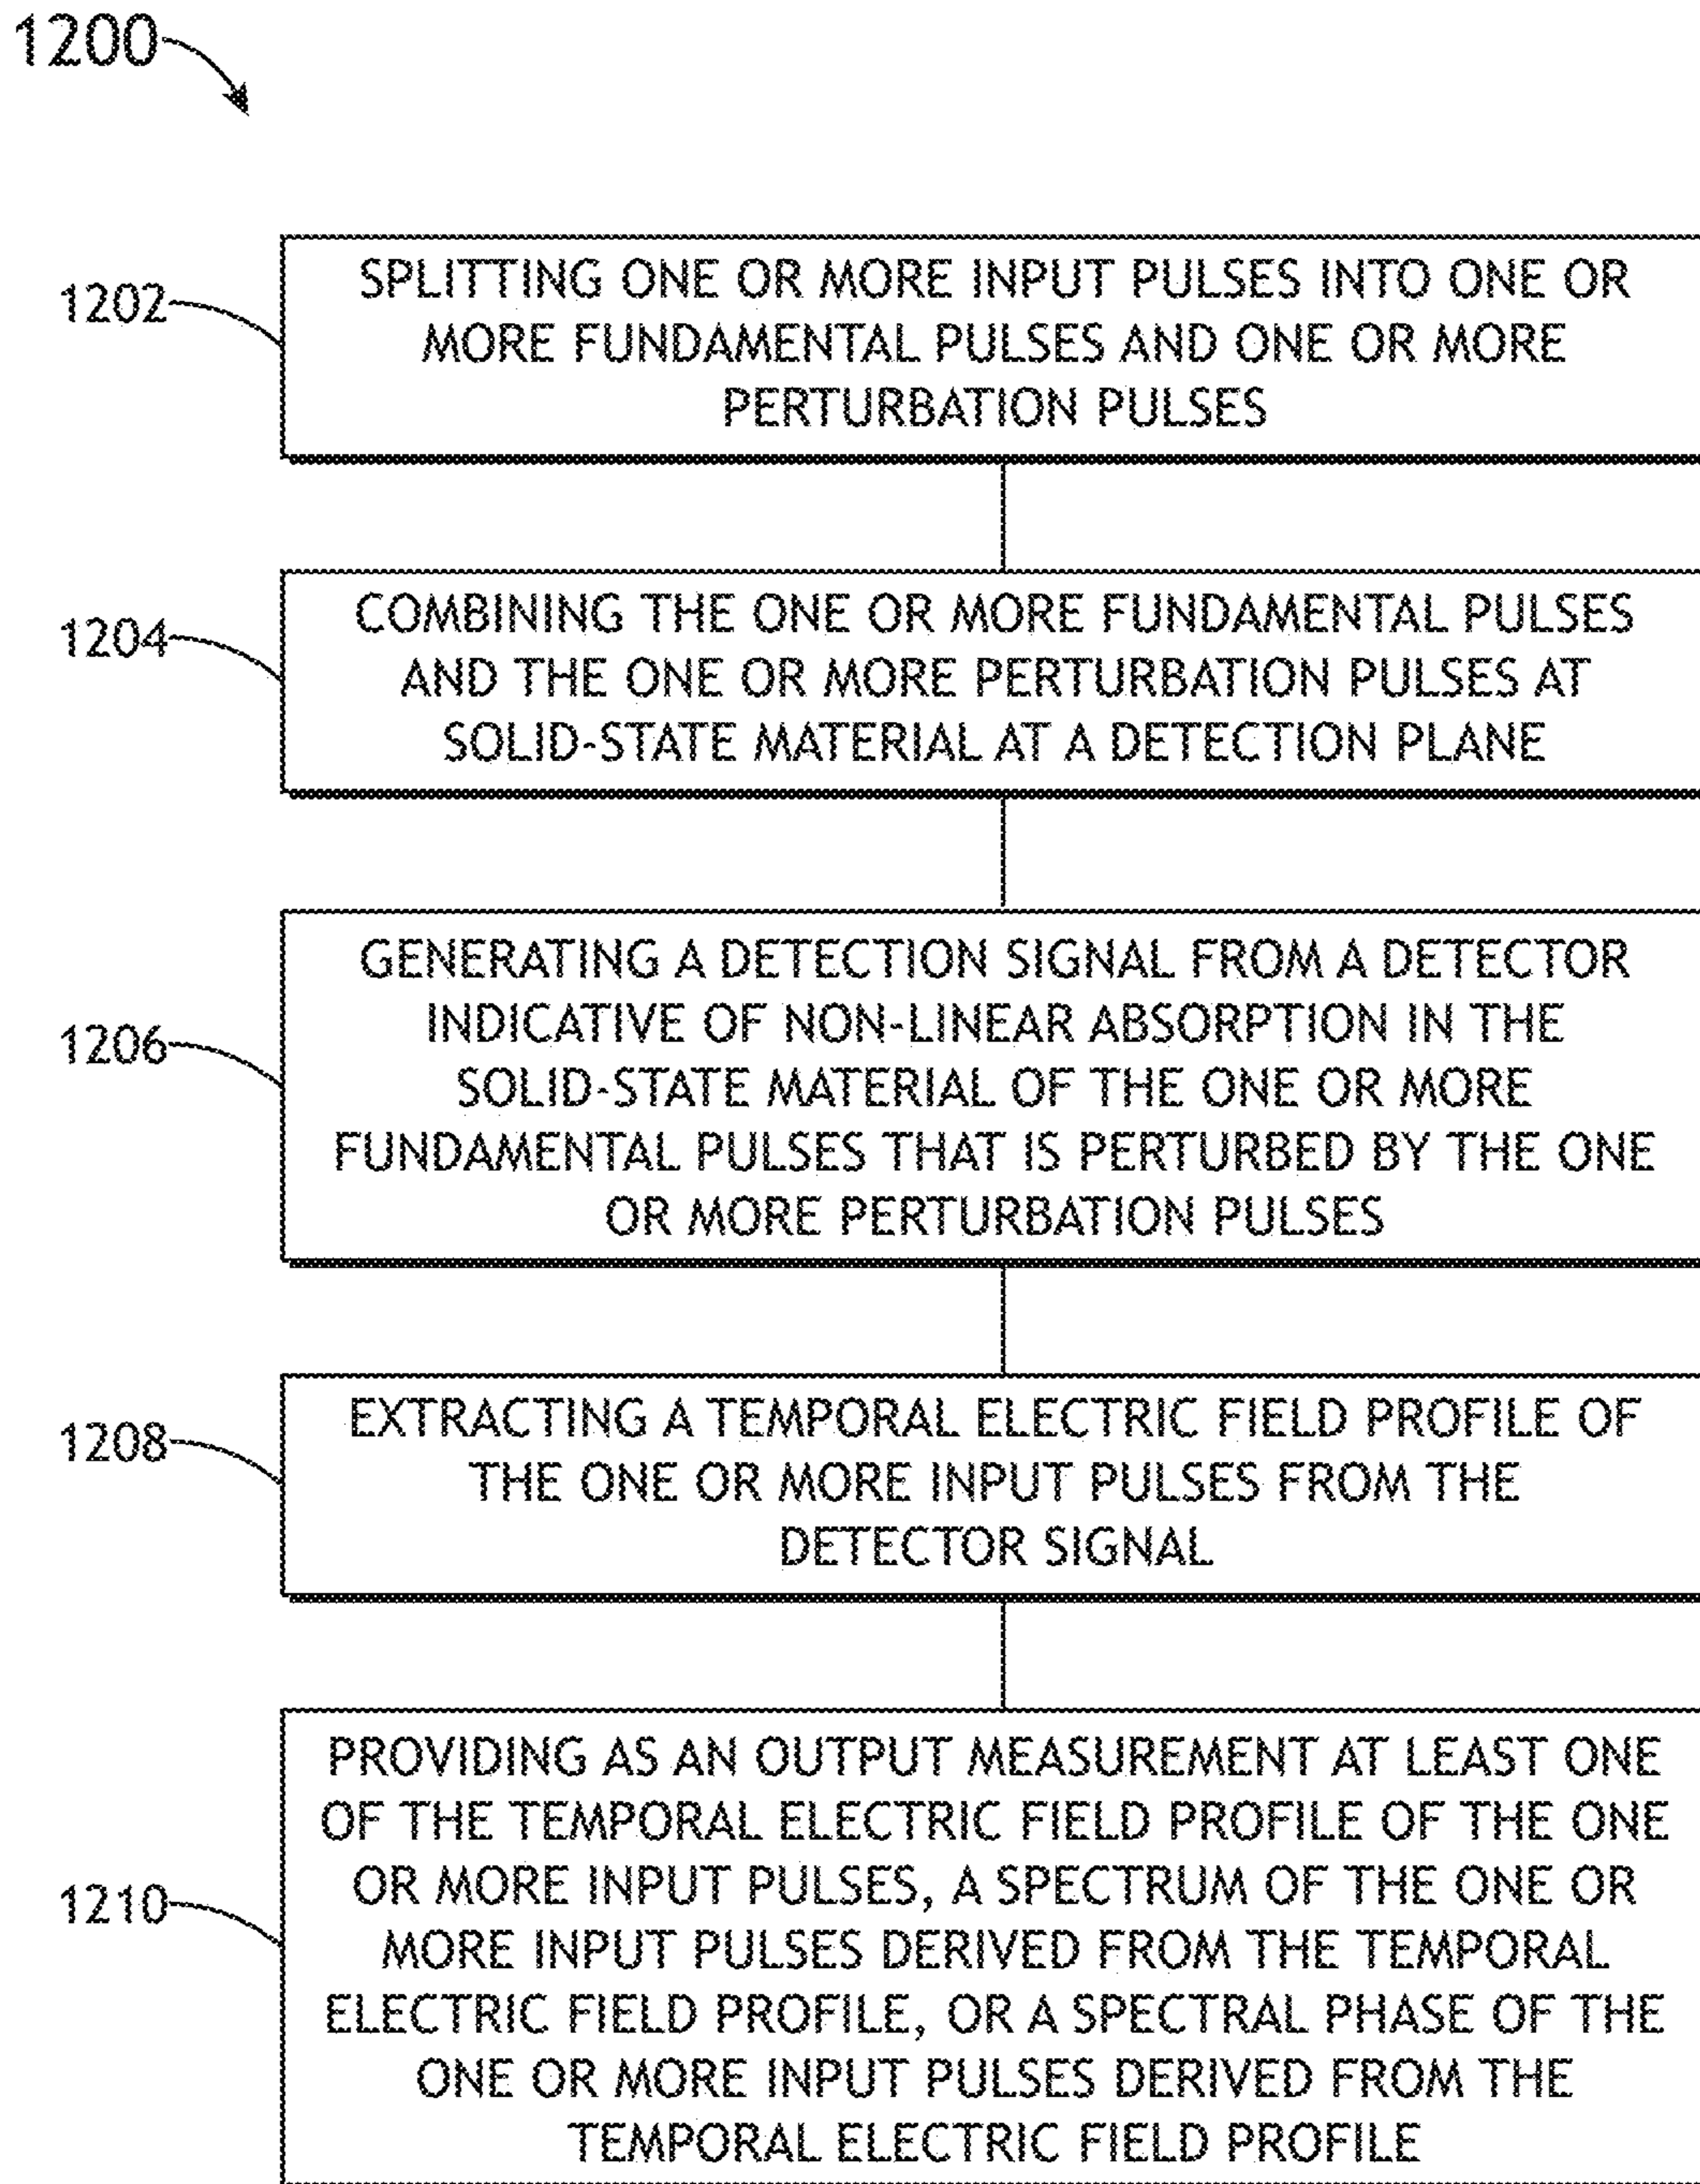 1200
1202
SPLITTING ONE OR MORE INPUT PULSES INTO ONE OR
MORE FUNDAMENTAL PULSES AND ONE OR MORE
PERTURBATION PULSES
1204
COMBINING THE ONE OR MORE FUNDAMENTAL PULSES
AND THE ONE OR MORE PERTURBATION PULSES AT
SOLID-STATE MATERIAL AT A DETECTION PLANE
1206
GENERATING A DETECTION SIGNAL FROM A DETECTOR
INDICATIVE OF NON-LINEAR ABSORPTION IN THE
SOLID-STATE MATERIAL OF THE ONE OR MORE
FUNDAMENTAL PULSES THAT IS PERTURBED BY THE ONE
OR MORE PERTURBATION PULSES
1208
EXTRACTING A TEMPORAL ELECTRIC FIELD PROFILE OF
THE ONE OR MORE INPUT PULSES FROM THE
DETECTOR SIGNAL
1210
PROVIDING AS AN OUTPUT MEASUREMENT AT LEAST ONE
OF THE TEMPORAL ELECTRIC FIELD PROFILE OF THE ONE
OR MORE INPUT PULSES, A SPECTRUM OF THE ONE OR
MORE INPUT PULSES DERIVED FROM THE TEMPORAL
ELECTRIC FIELD PROFILE, OR A SPECTRAL PHASE OF THE
ONE OR MORE INPUT PULSES DERIVED FROM THE
TEMPORAL ELECTRIC FIELD PROFILE